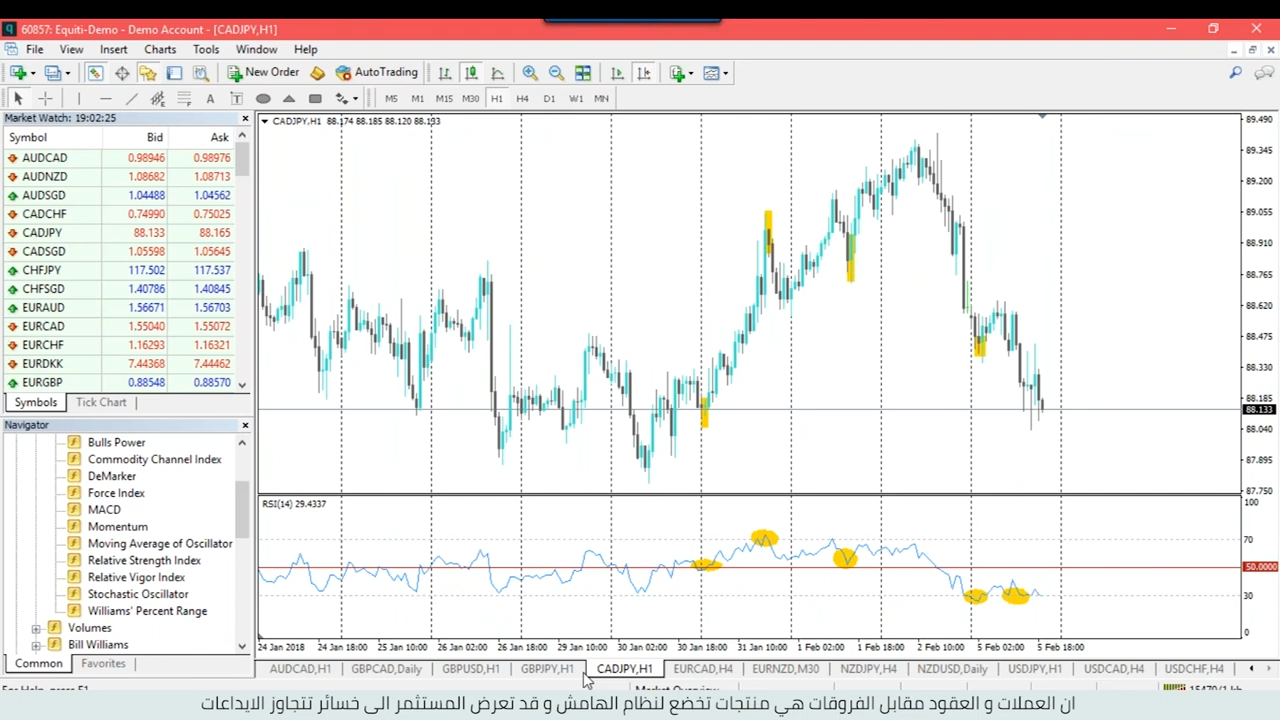 60857: Equiti-Demo - Demo Account - [CADJPY,H1]
File View Insert Charts Tools Window Help
New Order AutoTrading
A T M5 M1 M15 M30 H1 H4 D1 W1 MN
Market Watch: 19:02:25
Symbol Bid Ask
AUDCAD 0.98946 0.98976
AUDNZD 1.08682 1.08713
AUDSGD 1.04488 1.04562
CADCHF 0.74990 0.75025
CADJPY 88.133 88.165
CADSGD 1.05598 1.05645
CHFJPY 117.502 117.537
CHFSGD 1.40786 1.40845
EURAUD 1.56671 1.56703
EURCAD 1.55040 1.55072
EURCHF 1.16293 1.16321
EURDKK 7.44368 7.44462
EURGBP 0.88548 0.88570
Symbols Tick Chart
Navigator
Bulls Power
Commodity Channel Index
DeMarker
Force Index
MACD
Momentum
Moving Average of Oscillator
Relative Strength Index
Relative Vigor Index
Stochastic Oscillator
Williams' Percent Range
Volumes
Bill Williams
Common Favorites
CADJPY,H1 88.174 88.185 88.120 88.133
89.490
89.345
89.200
89.055
88.910
88.765
88.620
88.475
88.330
88.185
88.133
88.040
87.895
87.750
RSI(14) 29.4337
100
70
50.0000
30
0
24 Jan 2018 24 Jan 18:00 25 Jan 10:00 26 Jan 02:00 26 Jan 18:00 29 Jan 10:00 30 Jan 02:00 30 Jan 18:00 31 Jan 10:00 1 Feb 02:00 1 Feb 18:00 2 Feb 10:00 5 Feb 02:00 5 Feb 18:00
AUDCAD,H1 GBPCAD,Daily GBPUSD,H1 GBPJPY,H1 CADJPY,H1 EURCAD,H4 EURNZD,M30 NZDJPY,H4 NZDUSD,Daily USDJPY,H1 USDCAD,H4 USDCHF,H4
For Help, press F1 Market Overview 15479/1 kb
ان العملات و العقود مقابل الفروقات هي منتجات تخضع لنظام الهامش و قد تعرض المستثمر الى خسائر تتجاوز الايداعات